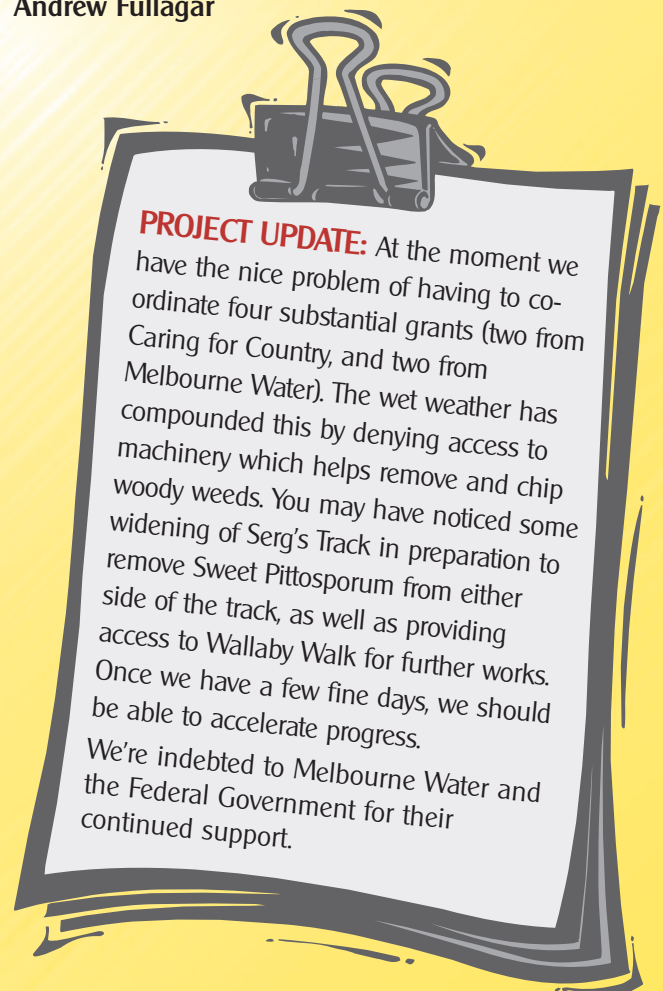 Andrew Fullagar
PROJECT UPDATE: At the moment we
have the nice problem of having to co-
ordinate four substantial grants (two from
Caring for Country, and two from
Melbourne Water). The wet weather has
compounded this by denying access to
machinery which helps remove and chip
woody weeds. You may have noticed some
widening of Serg's Track in preparation to
remove Sweet Pittosporum from either
side of the track, as well as providing
access to Wallaby Walk for further works.
Once we have a few fine days, we should
be able to accelerate progress.
We're indebted to Melbourne Water and
the Federal Government for their
continued support.